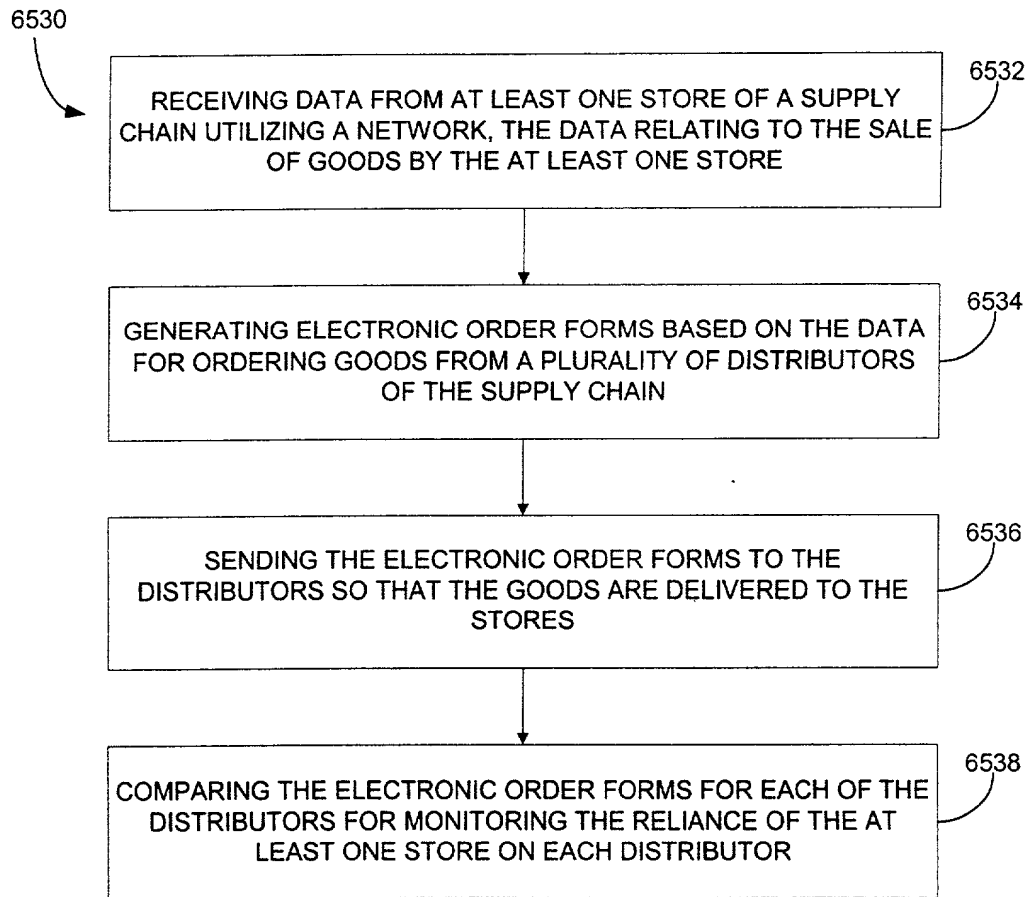 6530
6532
RECEIVING DATA FROM AT LEAST ONE STORE OF A SUPPLY
CHAIN UTILIZING A NETWORK, THE DATA RELATING TO THE SALE
OF GOODS BY THE AT LEAST ONE STORE
6534
GENERATING ELECTRONIC ORDER FORMS BASED ON THE DATA
FOR ORDERING GOODS FROM A PLURALITY OF DISTRIBUTORS
OF THE SUPPLY CHAIN
6536
SENDING THE ELECTRONIC ORDER FORMS TO THE
DISTRIBUTORS SO THAT THE GOODS ARE DELIVERED TO THE
STORES
6538
COMPARING THE ELECTRONIC ORDER FORMS FOR EACH OF THE
DISTRIBUTORS FOR MONITORING THE RELIANCE OF THE AT
LEAST ONE STORE ON EACH DISTRIBUTOR